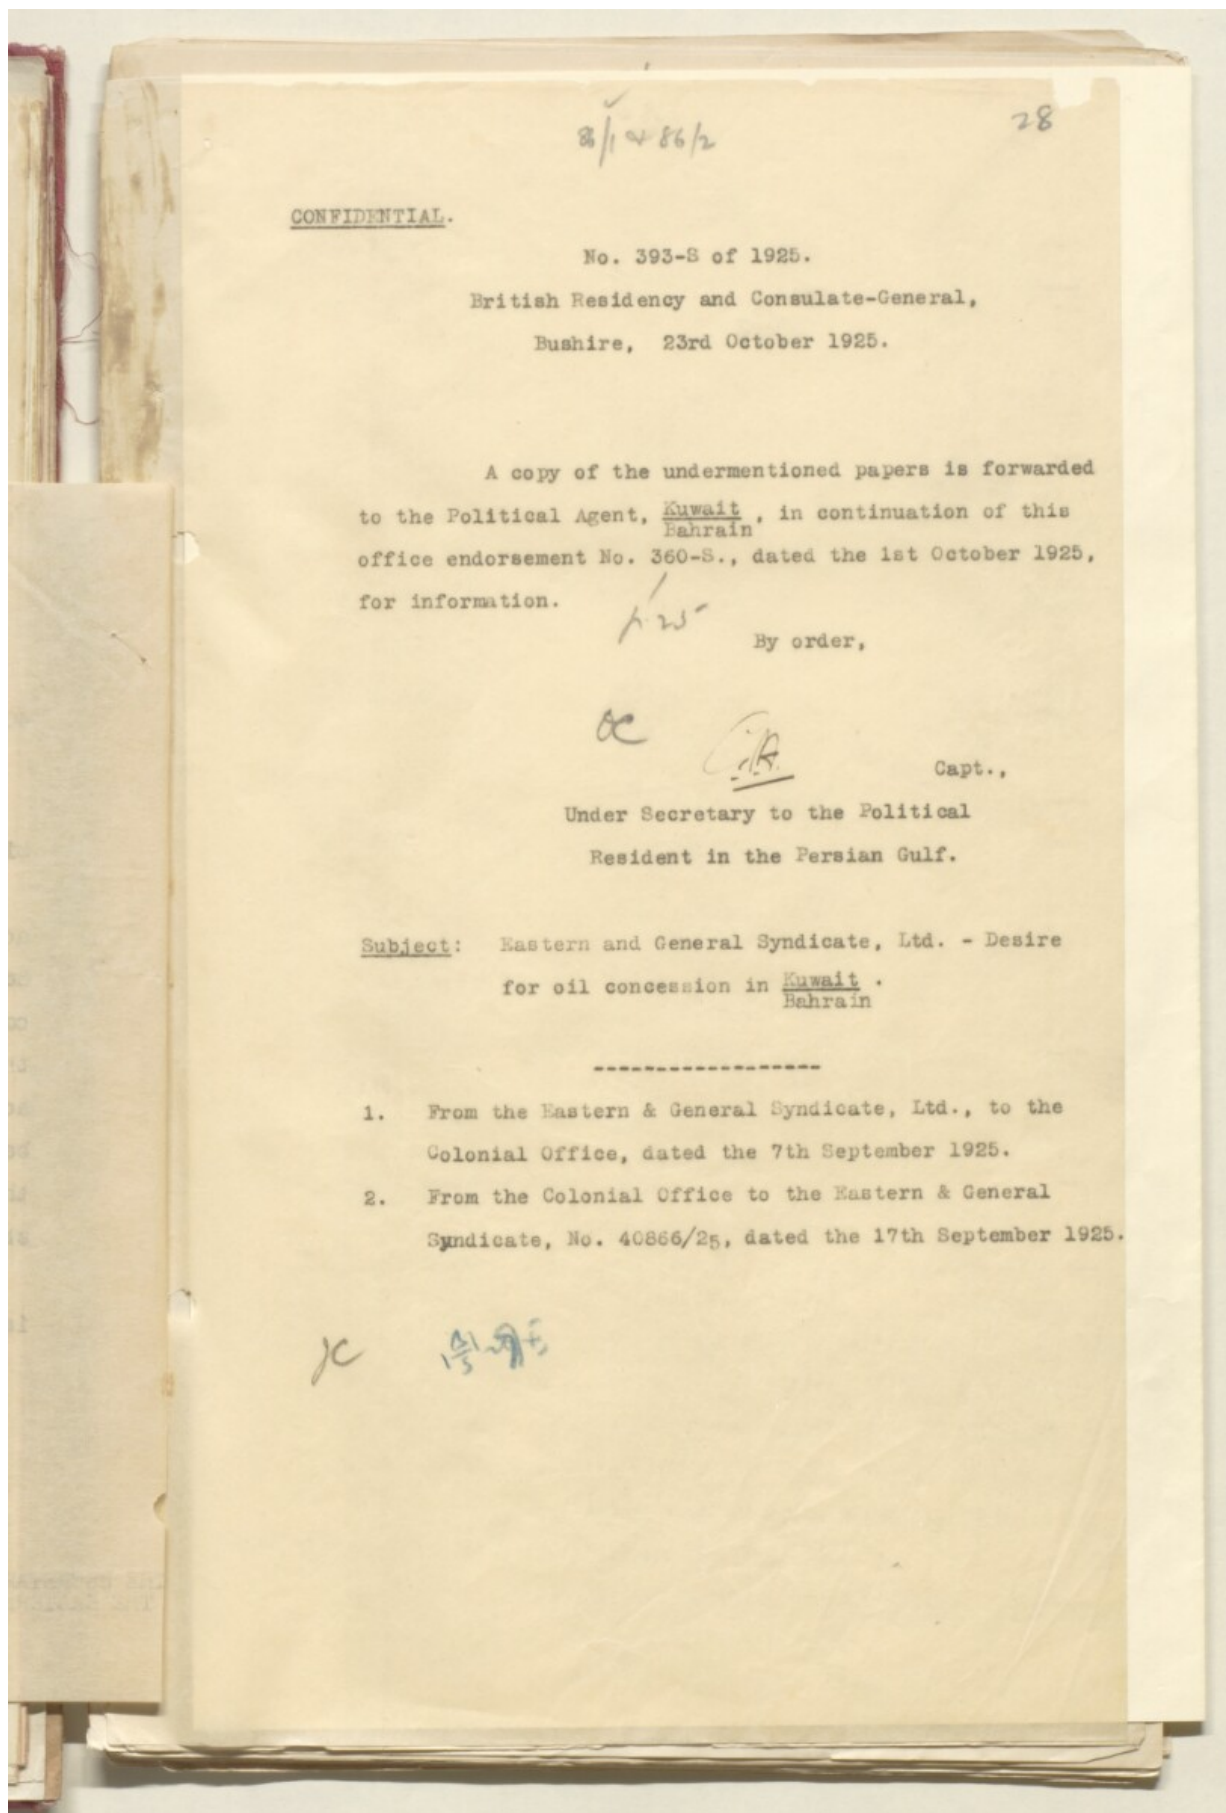 86/1 & 86/2
28
CONFIDENTIAL.
No. 393-S of 1925.
British Residency and Consulate-General,
Bushire, 23rd October 1925.
A copy of the undermentioned papers is forwarded
to the Political Agent, Kuwait
Bahrain, in continuation of this
office endorsement No. 360-S., dated the 1st October 1925,
for information.
p. 25
By order,
Capt.,
Under Secretary to the Political
Resident in the Persian Gulf.
Subject: Eastern and General Syndicate, Ltd. - Desire
for oil concession in Kuwait.
Bahrain
------------------
1. From the Eastern & General Syndicate, Ltd., to the
Colonial Office, dated the 7th September 1925.
2. From the Colonial Office to the Eastern & General
Syndicate, No. 40866/25, dated the 17th September 1925.